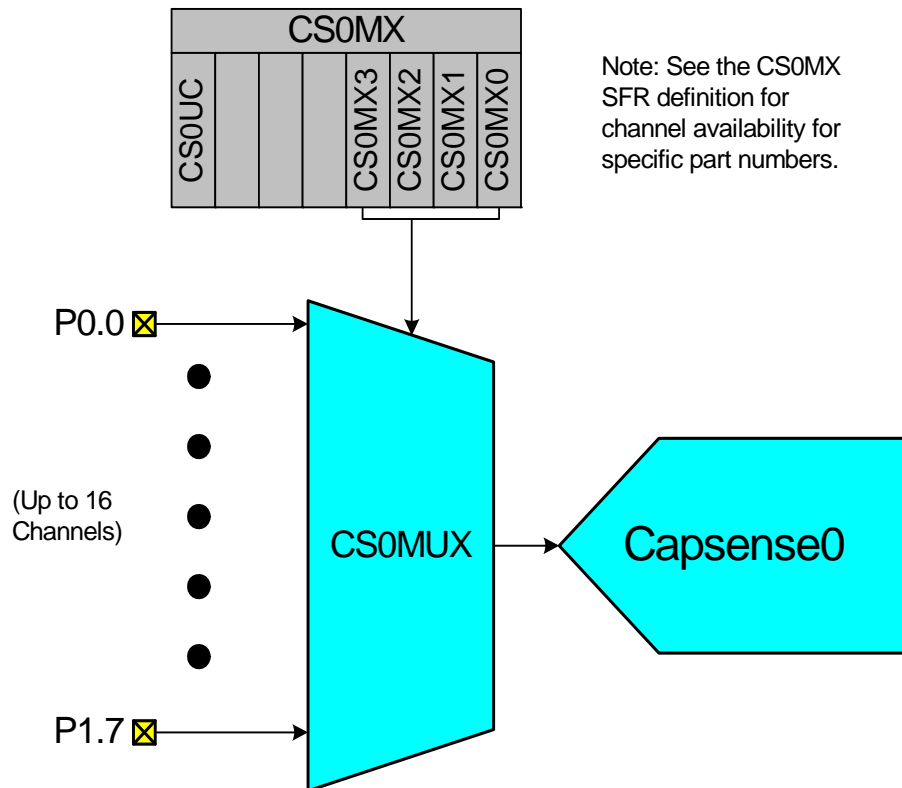 CS0MX
CS0UC
CS0MX3
CS0MX2
CS0MX1
CS0MX0
Note: See the CS0MX
SFR definition for
channel availability for
specific part numbers.
P0.0
(Up to 16
Channels)
CS0MUX
Capsense0
P1.7